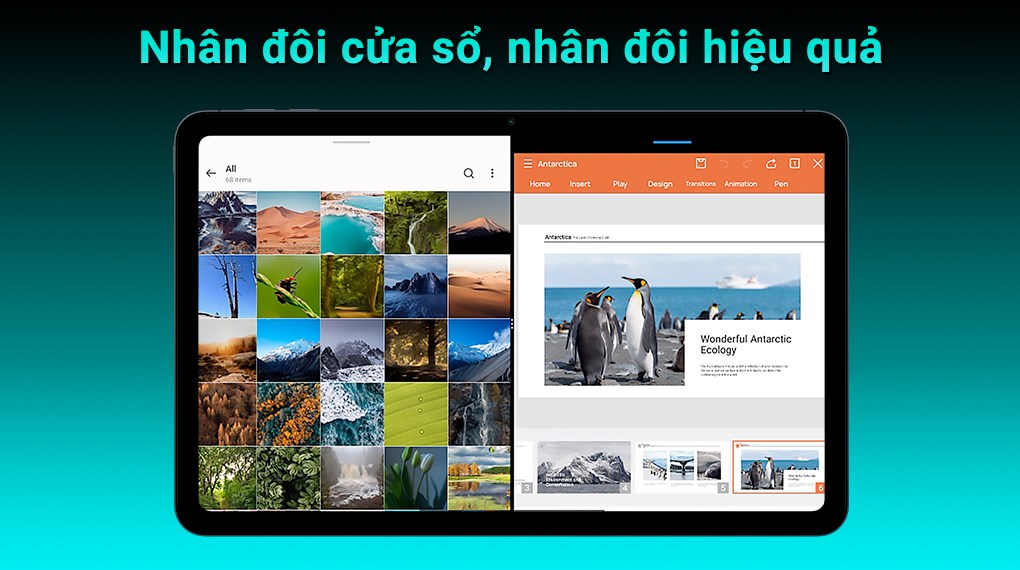 Nhân đôi cửa sổ, nhân đôi hiệu quả
All
68 items
Antarctica
Home Insert Play Design Transitions Animation Pen
Antarctica
Wonderful Antarctic
Ecology
3
4
5
6